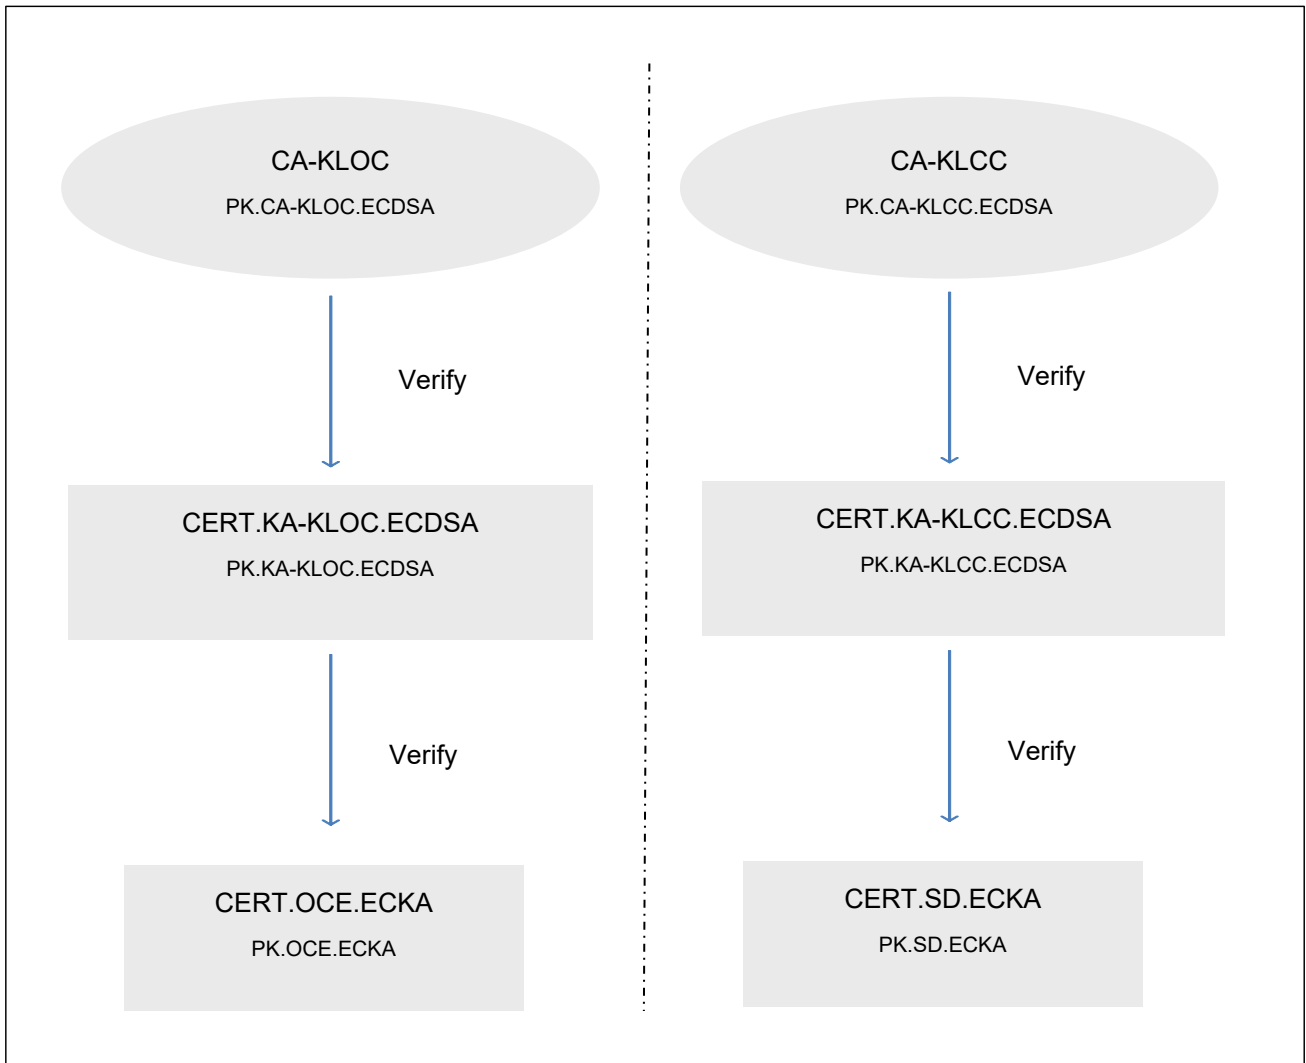 CA-KLOC
PK.CA-KLOC.ECDSA
Verify
CERT.KA-KLOC.ECDSA
PK.KA-KLOC.ECDSA
Verify
CERT.OCE.ECKA
PK.OCE.ECKA
CA-KLCC
PK.CA-KLCC.ECDSA
Verify
CERT.KA-KLCC.ECDSA
PK.KA-KLCC.ECDSA
Verify
CERT.SD.ECKA
PK.SD.ECKA